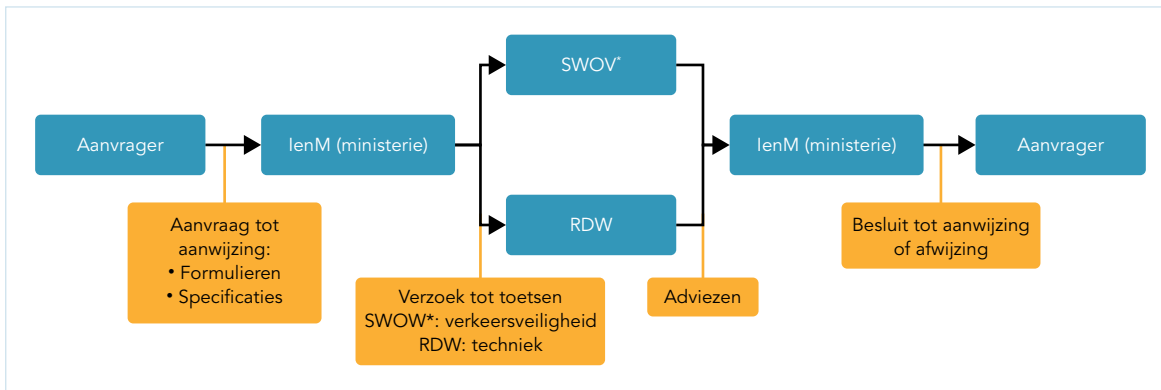 Aanvrager
IenM (ministerie)
SWOV*
RDW
IenM (ministerie)
Aanvrager
Aanvraag tot
aanwijzing:
• Formulieren
• Specificaties
Verzoek tot toetsen
SWOW*: verkeersveiligheid
RDW: techniek
Adviezen
Besluit tot aanwijzing
of afwijzing